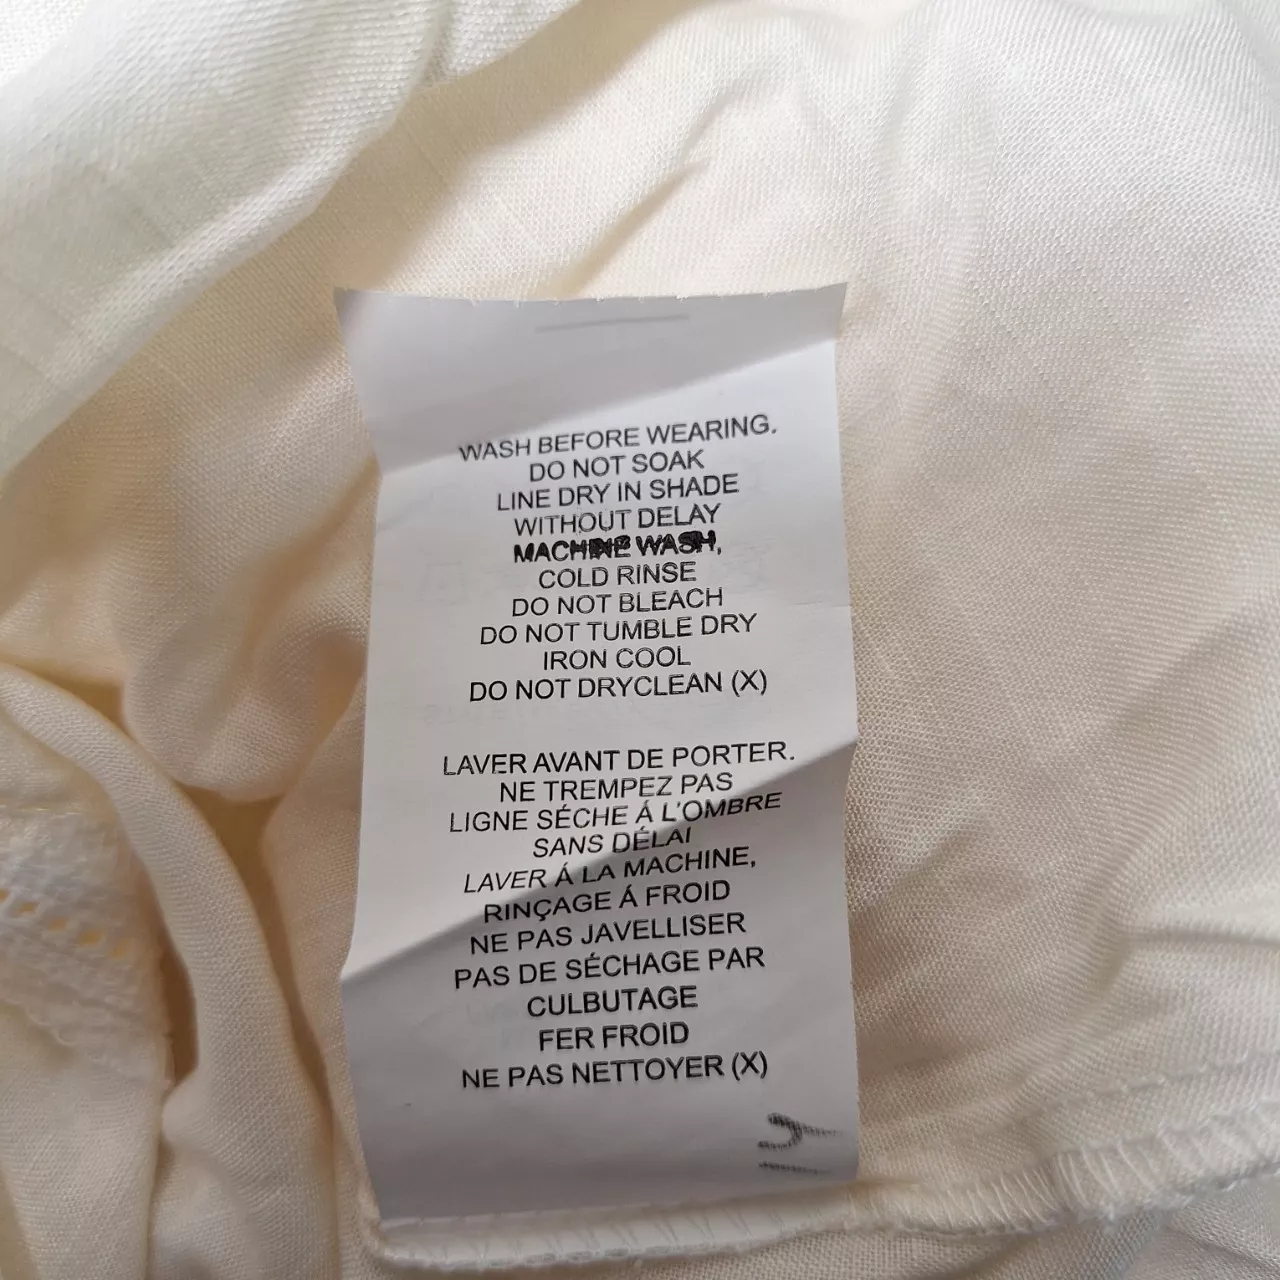 WASH BEFORE WEARING.
DO NOT SOAK
LINE DRY IN SHADE
WITHOUT DELAY
MACHINE WASH,
COLD RINSE
DO NOT BLEACH
DO NOT TUMBLE DRY
IRON COOL
DO NOT DRYCLEAN (X)
LAVER AVANT DE PORTER.
NE TREMPEZ PAS
LIGNE SÉCHE Á L'OMBRE
SANS DÉLAI
LAVER Á LA MACHINE,
RINÇAGE Á FROID
NE PAS JAVELLISER
PAS DE SÉCHAGE PAR
CULBUTAGE
FER FROID
NE PAS NETTOYER (X)
14